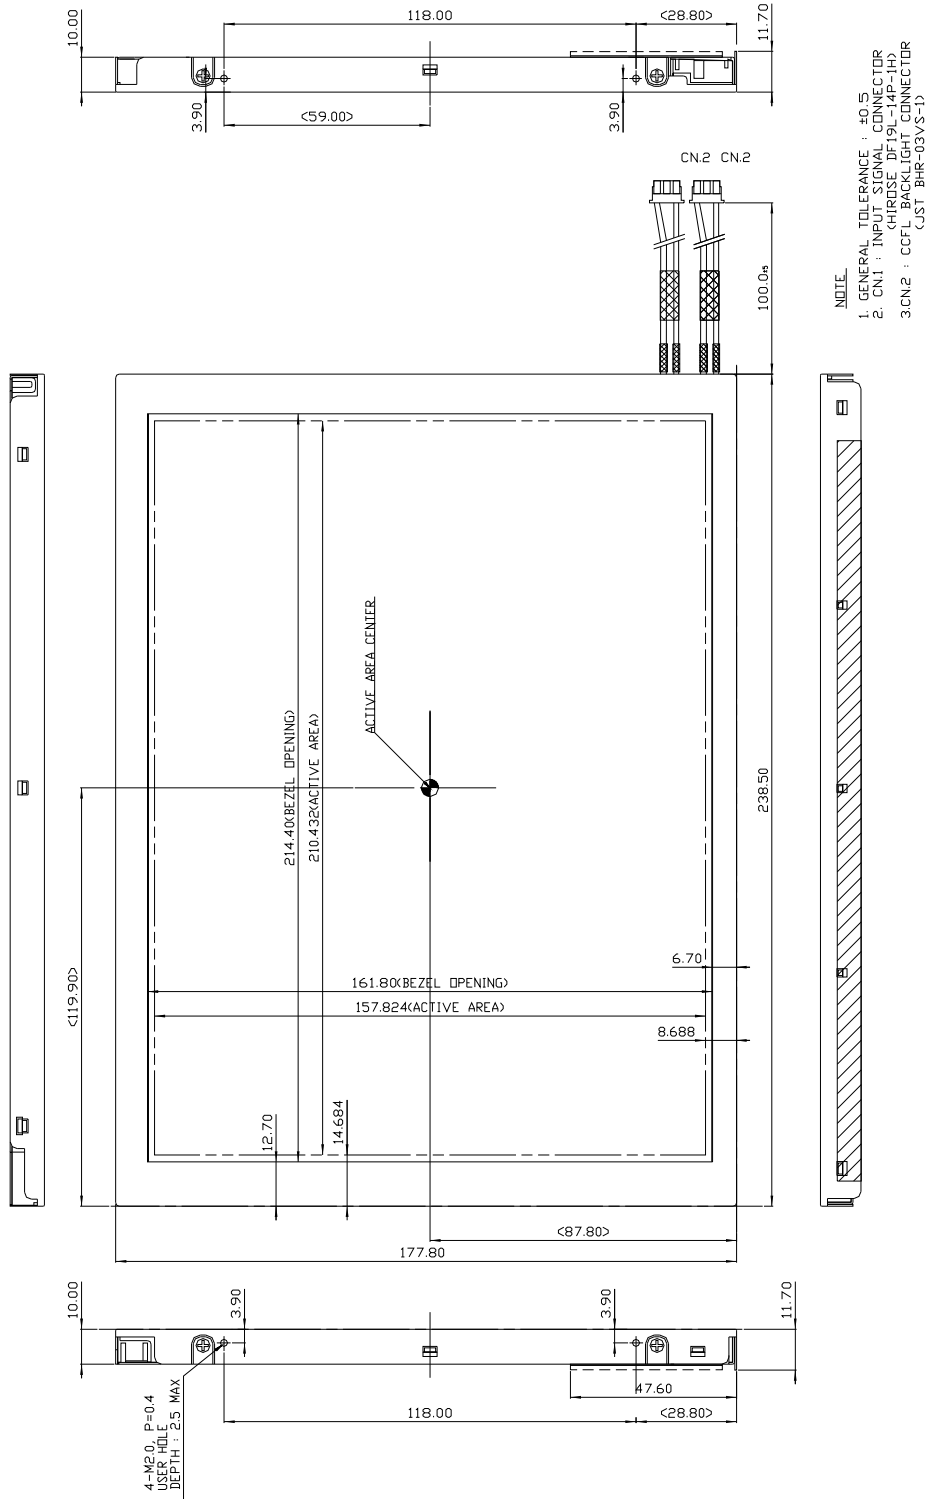 10.00
118.00
<28.80>
11.70
3.90
<59.00>
3.90
CN.2 CN.2
100.0±5
NOTE
1. GENERAL TOLERANCE : ±0.5
2. CN.1 : INPUT SIGNAL CONNECTOR
<HIROSE DF19L-14P-1H>
3.CN.2 : CCFL BACKLIGHT CONNECTOR
<JST BHR-03VS-1>
ACTIVE AREA CENTER
214.40<BEZEL OPENING>
210.432<ACTIVE AREA>
238.50
<119.90>
6.70
161.80<BEZEL OPENING>
157.824<ACTIVE AREA>
8.688
12.70
14.684
<87.80>
177.80
10.00
3.90
3.90
11.70
47.60
118.00
<28.80>
4-M2.0, P=0.4
USER HOLE
DEPTH : 2.5 MAX